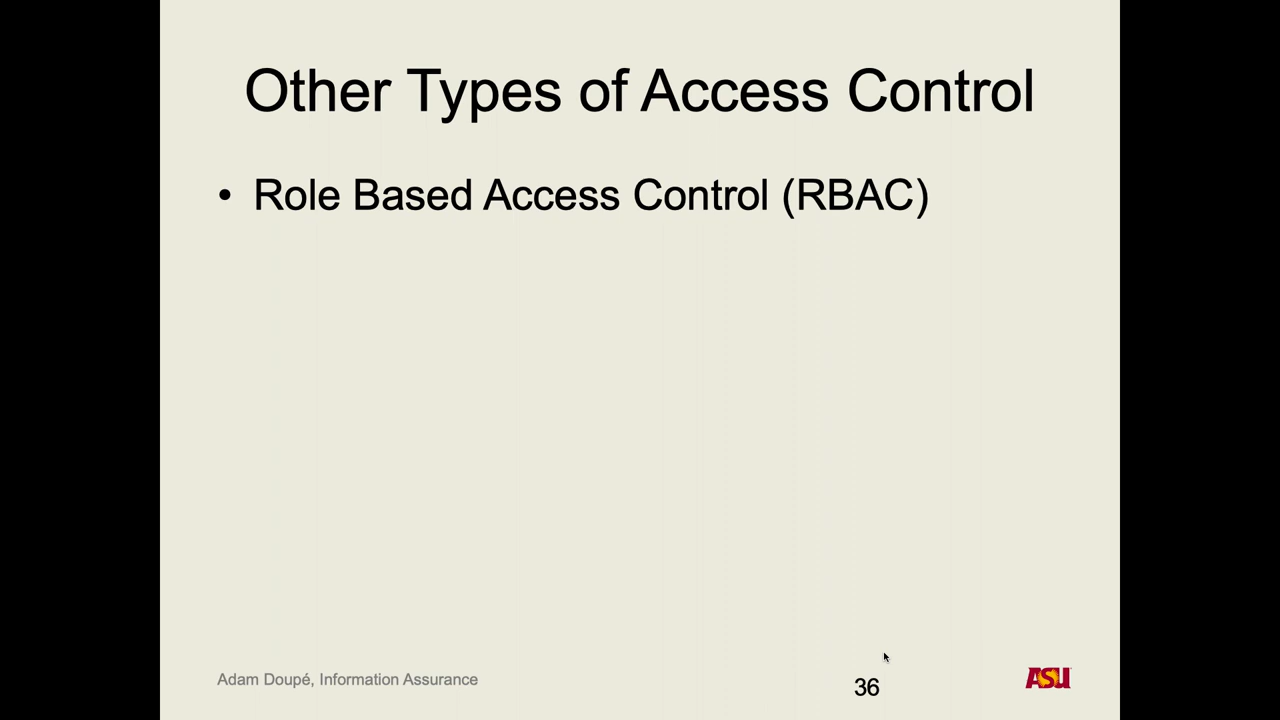 Other Types of Access Control
• Role Based Access Control (RBAC)
Adam Doupé, Information Assurance
36
ASU